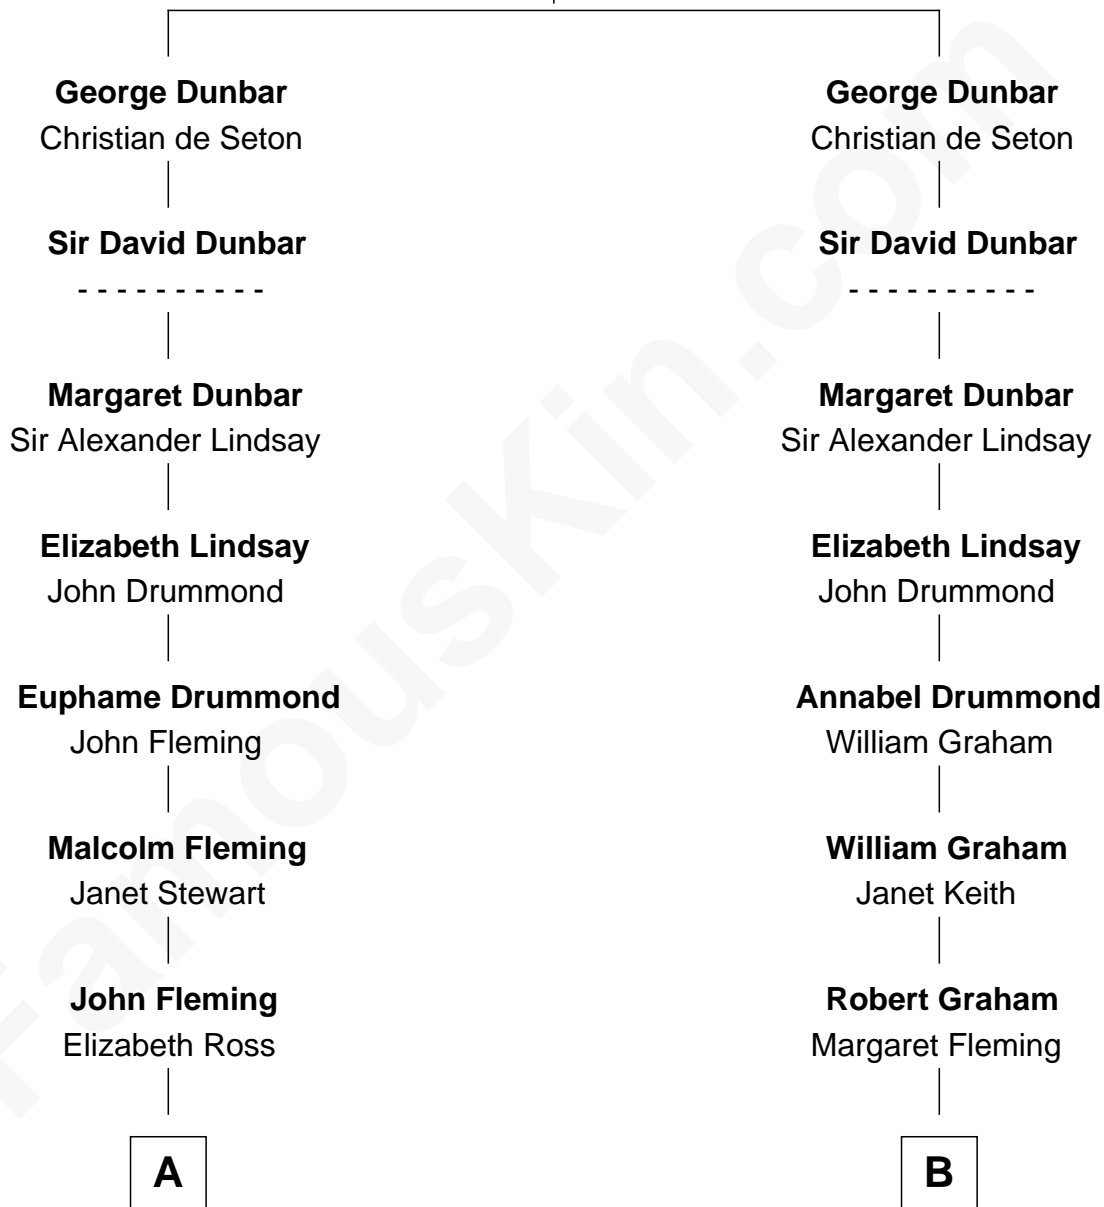 George Dunbar
Christian de Seton
Sir David Dunbar
- - - - - - - - - -
Margaret Dunbar
Sir Alexander Lindsay
Elizabeth Lindsay
John Drummond
Euphame Drummond
John Fleming
Malcolm Fleming
Janet Stewart
John Fleming
Elizabeth Ross
A
George Dunbar
Christian de Seton
Sir David Dunbar
- - - - - - - - - -
Margaret Dunbar
Sir Alexander Lindsay
Elizabeth Lindsay
John Drummond
Annabel Drummond
William Graham
William Graham
Janet Keith
Robert Graham
Margaret Fleming
B
FamousKin.com